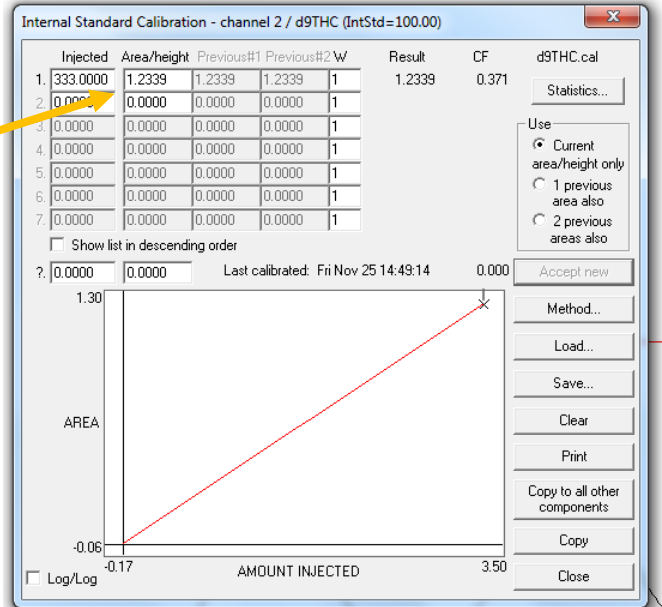 Internal Standard Calibration - channel 2 / d9THC (IntStd=100.00)
Injected Area/height Previous#1 Previous#2 W Result CF d9THC.cal
1. 333.0000 1.2339 1.2339 1.2339 1 1.2339 0.371
2. 0.0000 0.0000 0.0000 0.0000 1
3. 0.0000 0.0000 0.0000 0.0000 1
4. 0.0000 0.0000 0.0000 0.0000 1
5. 0.0000 0.0000 0.0000 0.0000 1
6. 0.0000 0.0000 0.0000 0.0000 1
7. 0.0000 0.0000 0.0000 0.0000 1
Show list in descending order
?. 0.0000 0.0000 Last calibrated: Fri Nov 25 14:49:14 0.000
Statistics...
Use
Current
area/height only
1 previous
area also
2 previous
areas also
Accept new
Method...
Load...
Save...
Clear
Print
Copy to all other
components
Copy
Close
1.30
AREA
-0.06
-0.17 AMOUNT INJECTED 3.50
Log/Log